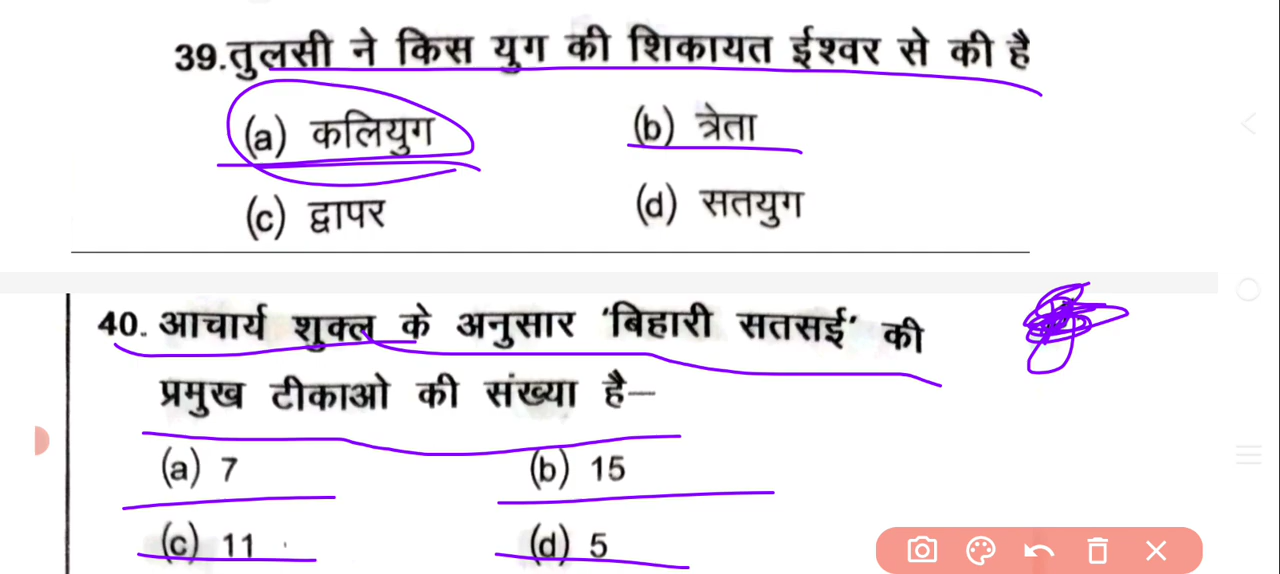 39.तुलसी ने किस युग की शिकायत ईश्वर से की है
(a) कलियुग (b) त्रेता
(c) द्वापर (d) सतयुग
40. आचार्य शुक्ल के अनुसार 'बिहारी सतसई' की
प्रमुख टीकाओ की संख्या है—
(a) 7 (b) 15
(c) 11 (d) 5